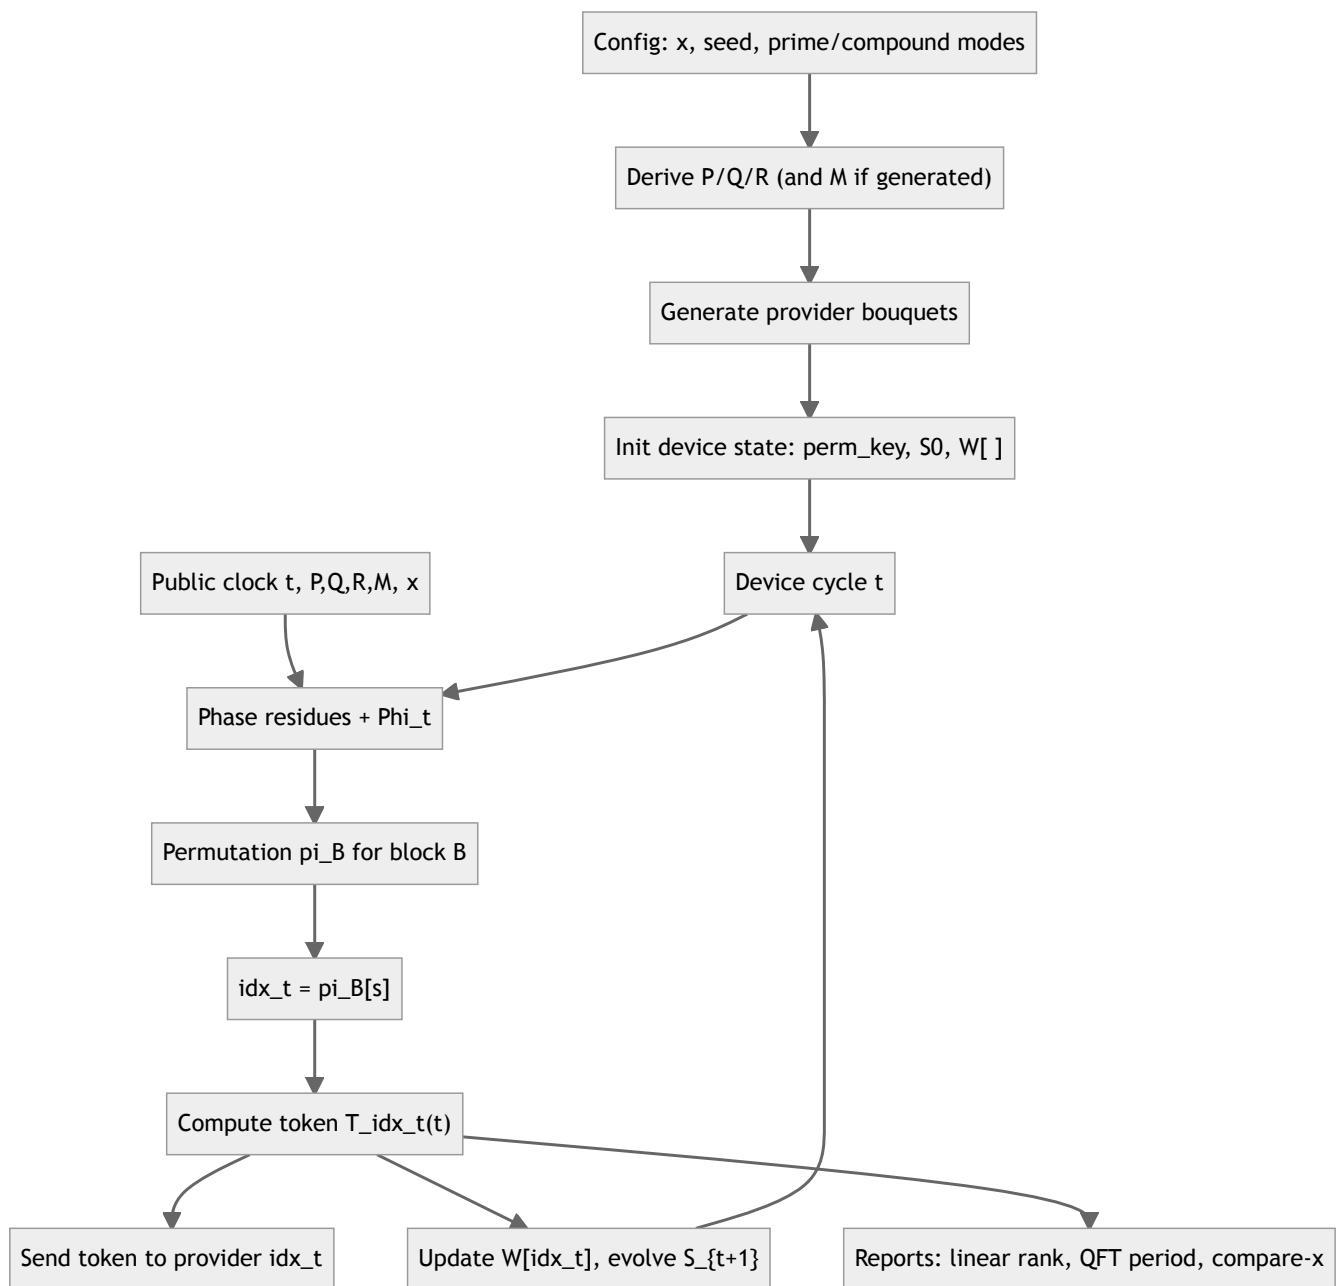 Config: x, seed, prime/compound modes
Derive P/Q/R (and M if generated)
Generate provider bouquets
Init device state: perm_key, S0, W[ ]
Public clock t, P,Q,R,M, x
Device cycle t
Phase residues + Phi_t
Permutation pi_B for block B
idx_t = pi_B[s]
Compute token T_idx_t(t)
Send token to provider idx_t
Update W[idx_t], evolve S_{t+1}
Reports: linear rank, QFT period, compare-x